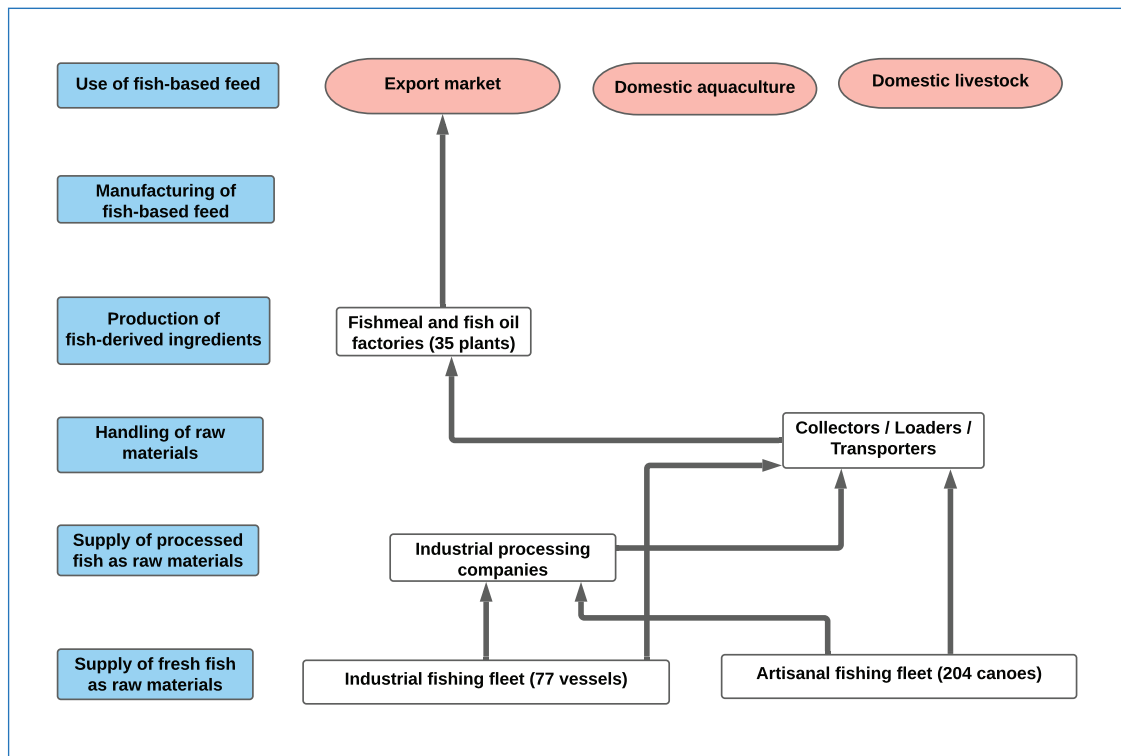 Use of fish-based feed
Export market
Domestic aquaculture
Domestic livestock
Manufacturing of
fish-based feed
Production of
fish-derived ingredients
Fishmeal and fish oil
factories (35 plants)
Handling of raw
materials
Collectors / Loaders /
Transporters
Supply of processed
fish as raw materials
Industrial processing
companies
Supply of fresh fish
as raw materials
Industrial fishing fleet (77 vessels)
Artisanal fishing fleet (204 canoes)